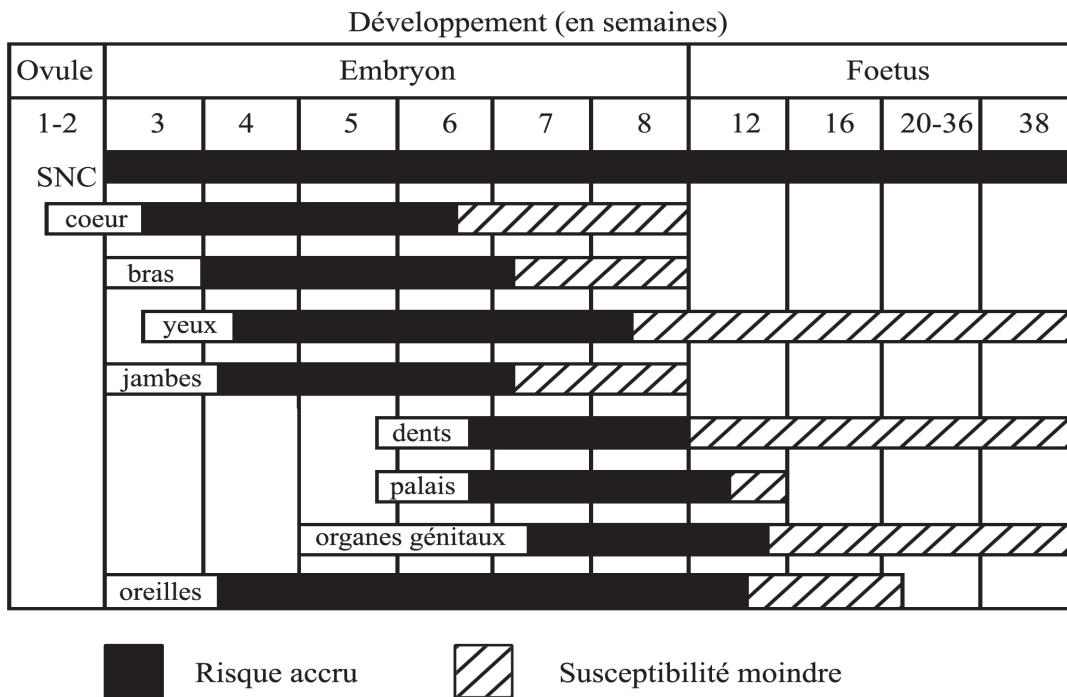 Développement (en semaines)
Ovule Embryon Foetus
1-2 3 4 5 6 7 8 12 16 20-36 38
SNC
coeur
bras
yeux
jambes
dents
palais
organes génitaux
oreilles
Risque accru Susceptibilité moindre